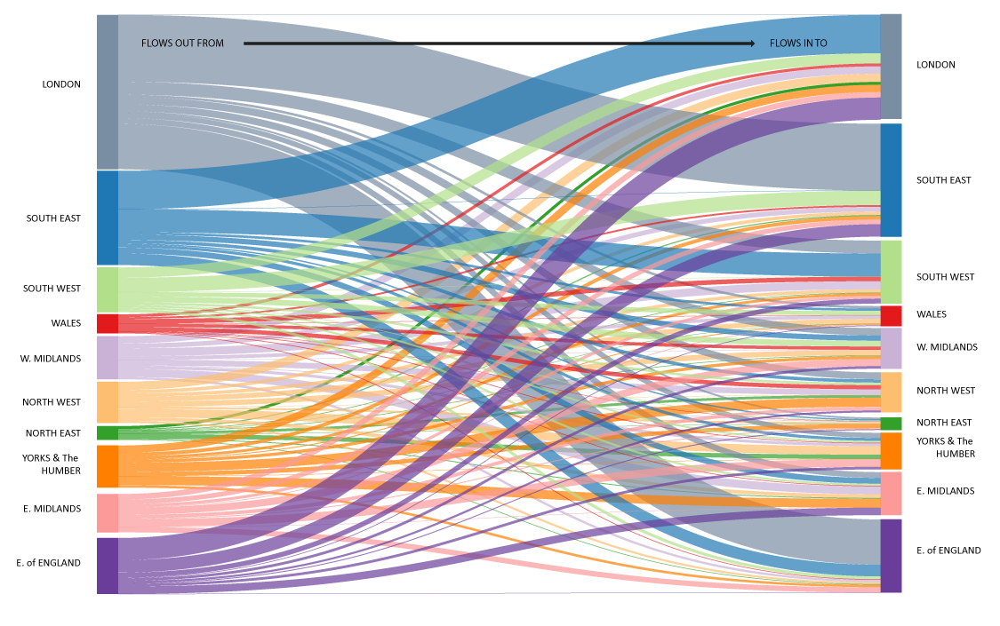 FLOWS OUT FROM
FLOWS IN TO
LONDON
SOUTH EAST
SOUTH WEST
WALES
W. MIDLANDS
NORTH WEST
NORTH EAST
YORKS & The
HUMBER
E. MIDLANDS
E. of ENGLAND
LONDON
SOUTH EAST
SOUTH WEST
WALES
W. MIDLANDS
NORTH WEST
NORTH EAST
YORKS & The
HUMBER
E. MIDLANDS
E. of ENGLAND